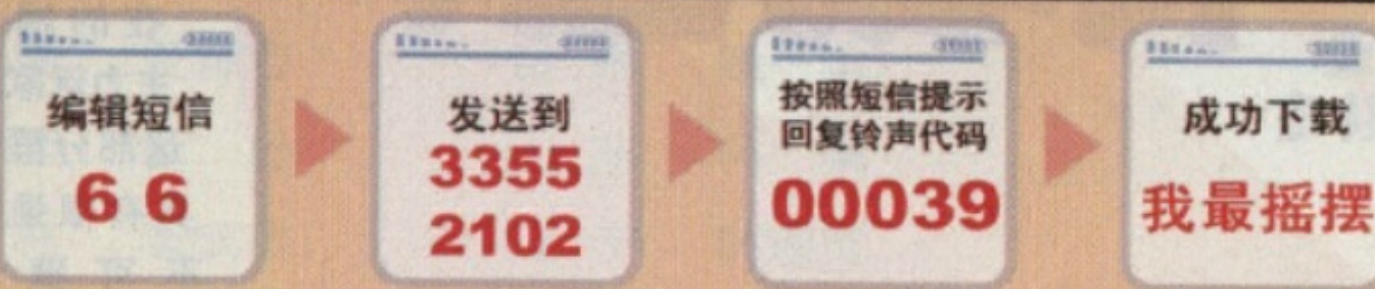 编辑短信
6 6
发送到
3355
2102
按照短信提示
回复铃声代码
00039
成功下载
我最摇摆